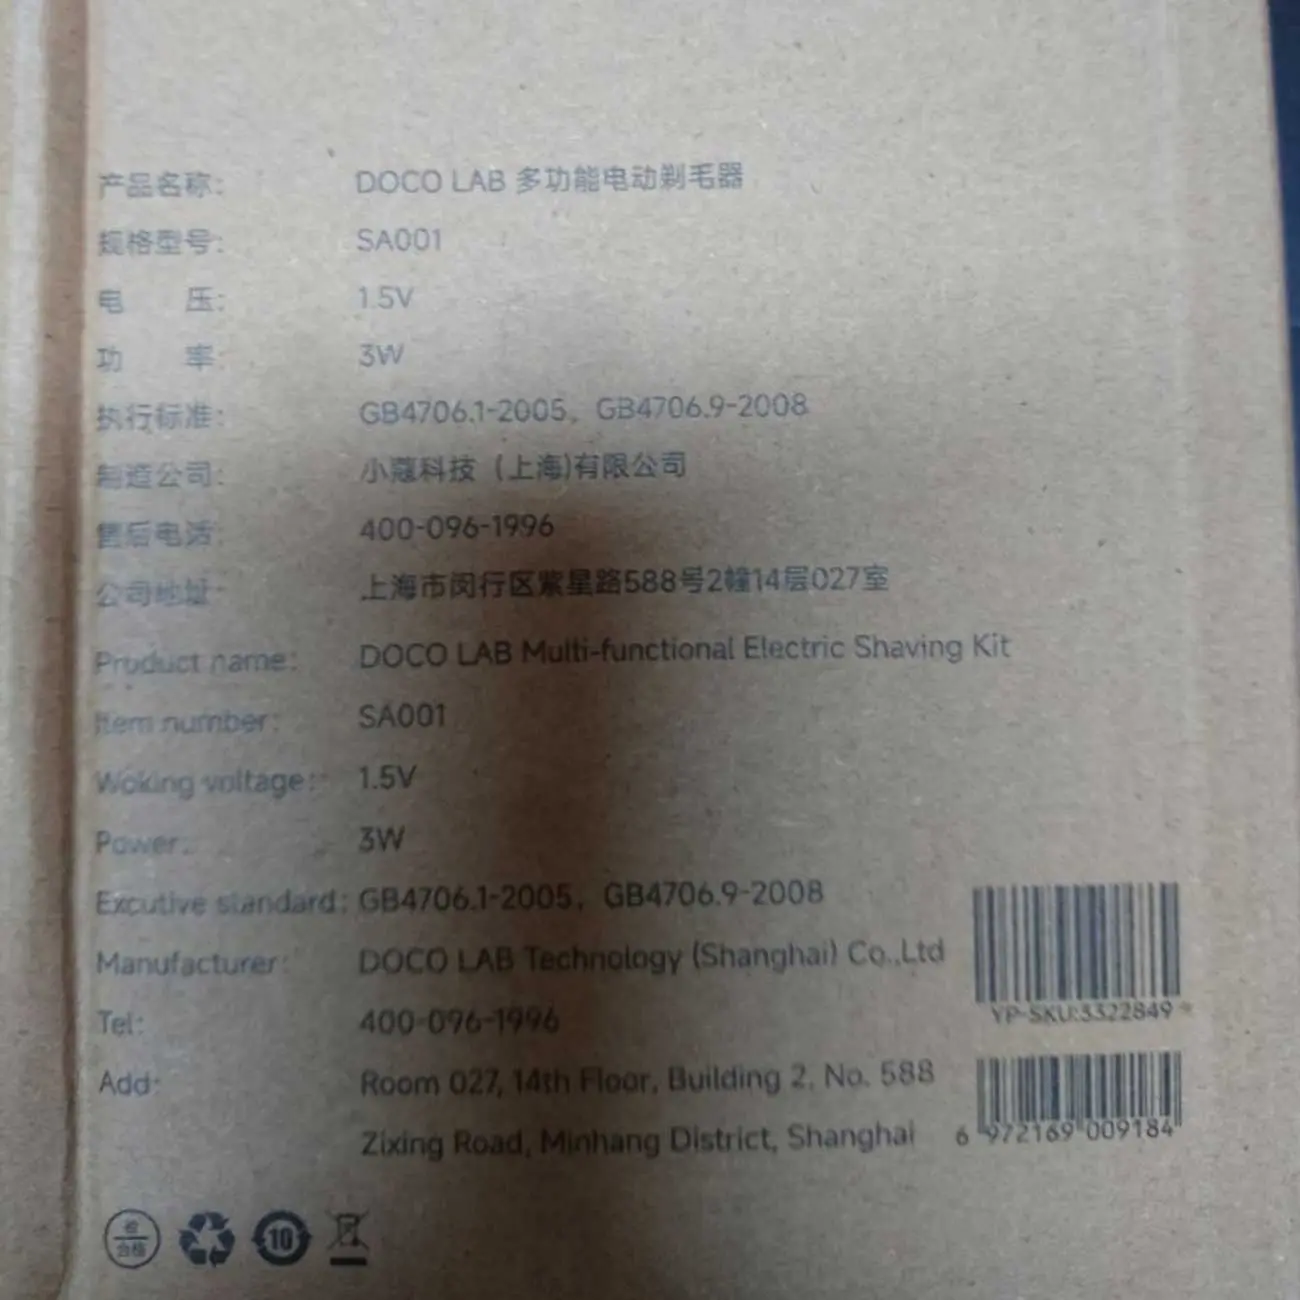 产品名称： DOCO LAB 多功能电动剃毛器
规格型号： SA001
电 压： 1.5V
功 率： 3W
执行标准： GB4706.1-2005，GB4706.9-2008
制造公司： 小蔻科技（上海)有限公司
售后电话： 400-096-1996
公司地址： 上海市闵行区紫星路588号2幢14层027室
Product name: DOCO LAB Multi-functional Electric Shaving Kit
Item number: SA001
Woking voltage: 1.5V
Power: 3W
Excutive standard: GB4706.1-2005, GB4706.9-2008
Manufacturer: DOCO LAB Technology (Shanghai) Co.,Ltd
Tel: 400-096-1996
Add: Room 027, 14th Floor, Building 2, No. 588
Zixing Road, Minhang District, Shanghai
YP-SKU:3322849
6 972169 009184
检
合格
10